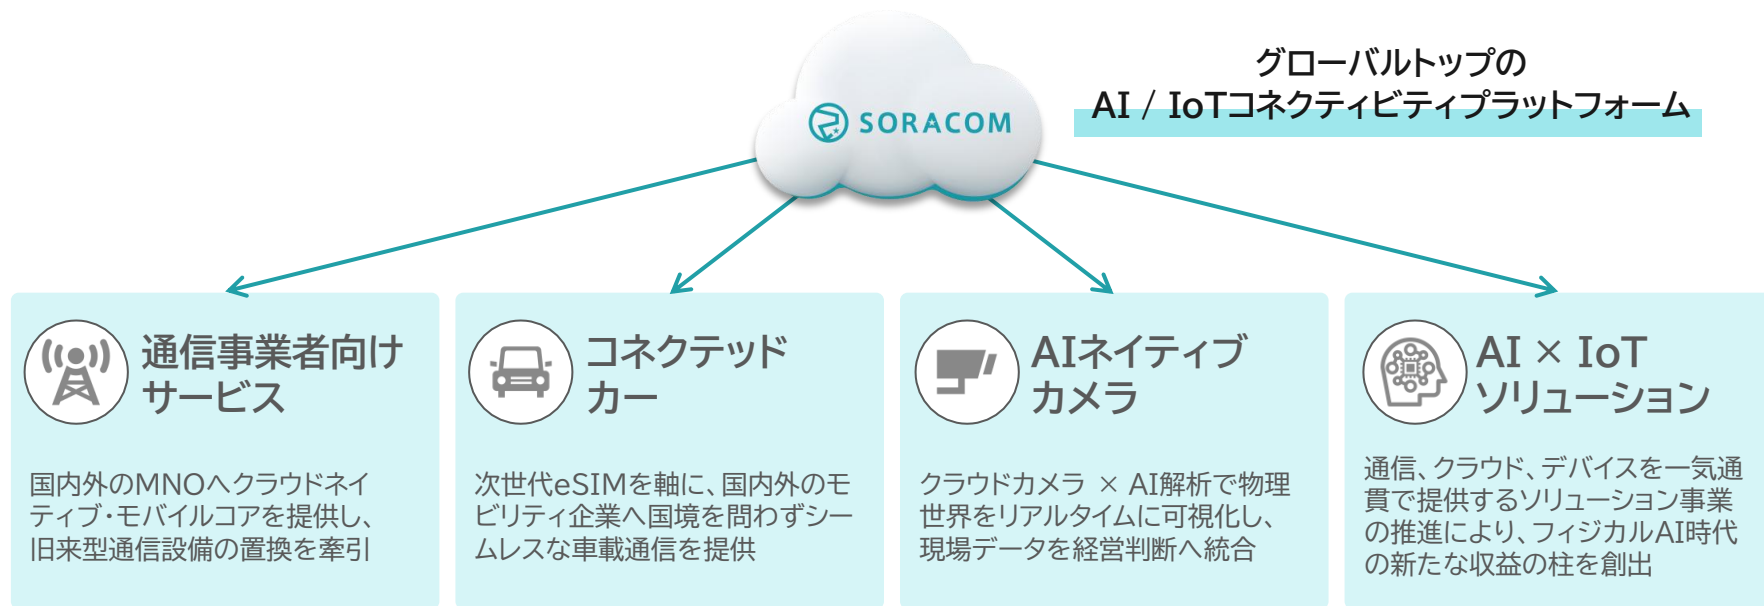 グローバルトップの
AI / IoTコネクティビティプラットフォーム
SORACOM
通信事業者向け
サービス
国内外のMNOへクラウドネイ
ティブ・モバイルコアを提供し、
旧来型通信設備の置換を牽引
コネクテッド
カー
次世代eSIMを軸に、国内外のモ
ビリティ企業へ国境を問わずシー
ムレスな車載通信を提供
AIネイティブ
カメラ
クラウドカメラ × AI解析で物理
世界をリアルタイムに可視化し、
現場データを経営判断へ統合
AI × IoT
ソリューション
通信、クラウド、デバイスを一気通
貫で提供するソリューション事業
の推進により、フィジカルAI時代
の新たな収益の柱を創出